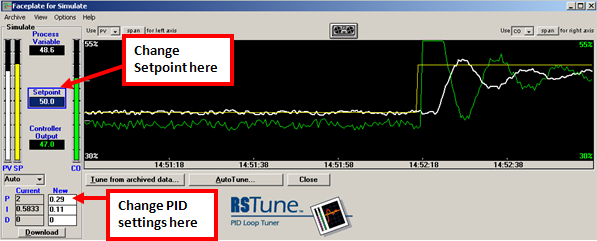 Faceplate for Simulate
Archive View Options Help
Simulate
Process Variable
48.6
Setpoint
50.0
Controller Output
47.0
PV SP CO
Auto
Current New
P 2 0.29
I 0.5833 0.11
D 0 0
Download
Use PV span for left axis
Use CO span for right axis
Change Setpoint here
55% 55%
30% 30%
14:51:18 14:51:38 14:51:58 14:52:18 14:52:38
Tune from archived data... AutoTune... Close
Change PID settings here
RSTune™
PID Loop Tuner